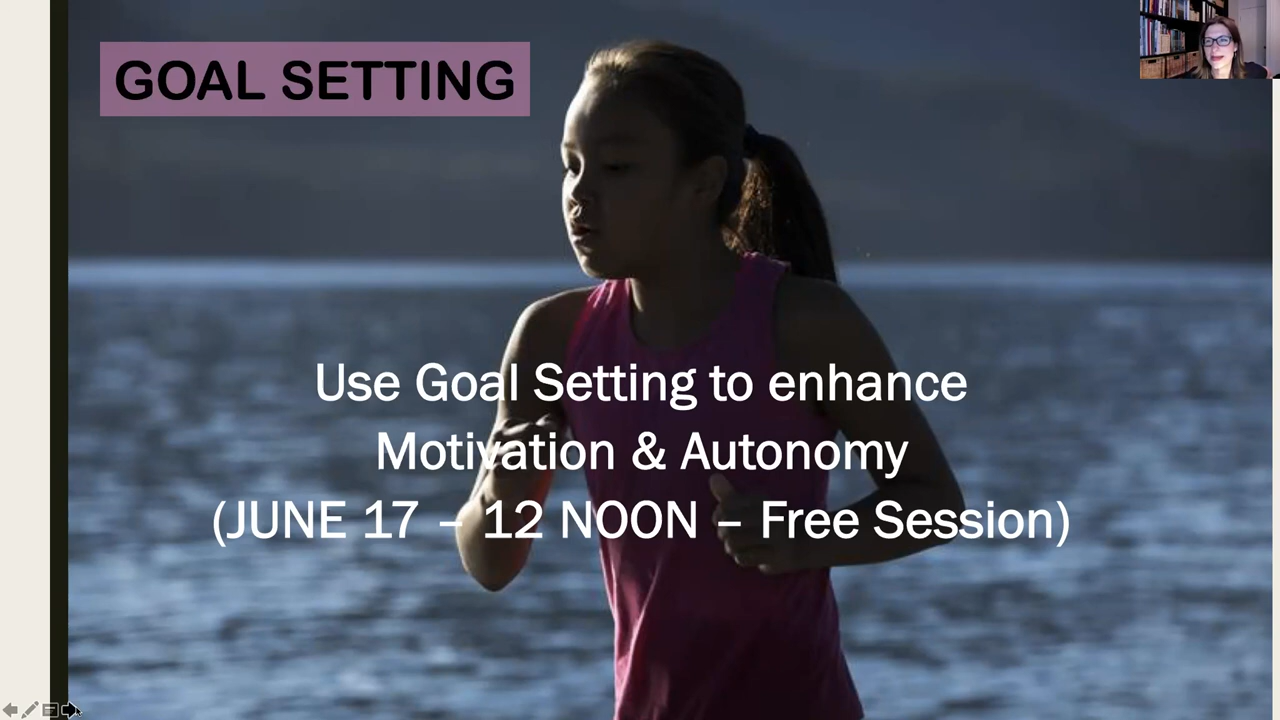 GOAL SETTING
Use Goal Setting to enhance
Motivation & Autonomy
(JUNE 17 – 12 NOON – Free Session)